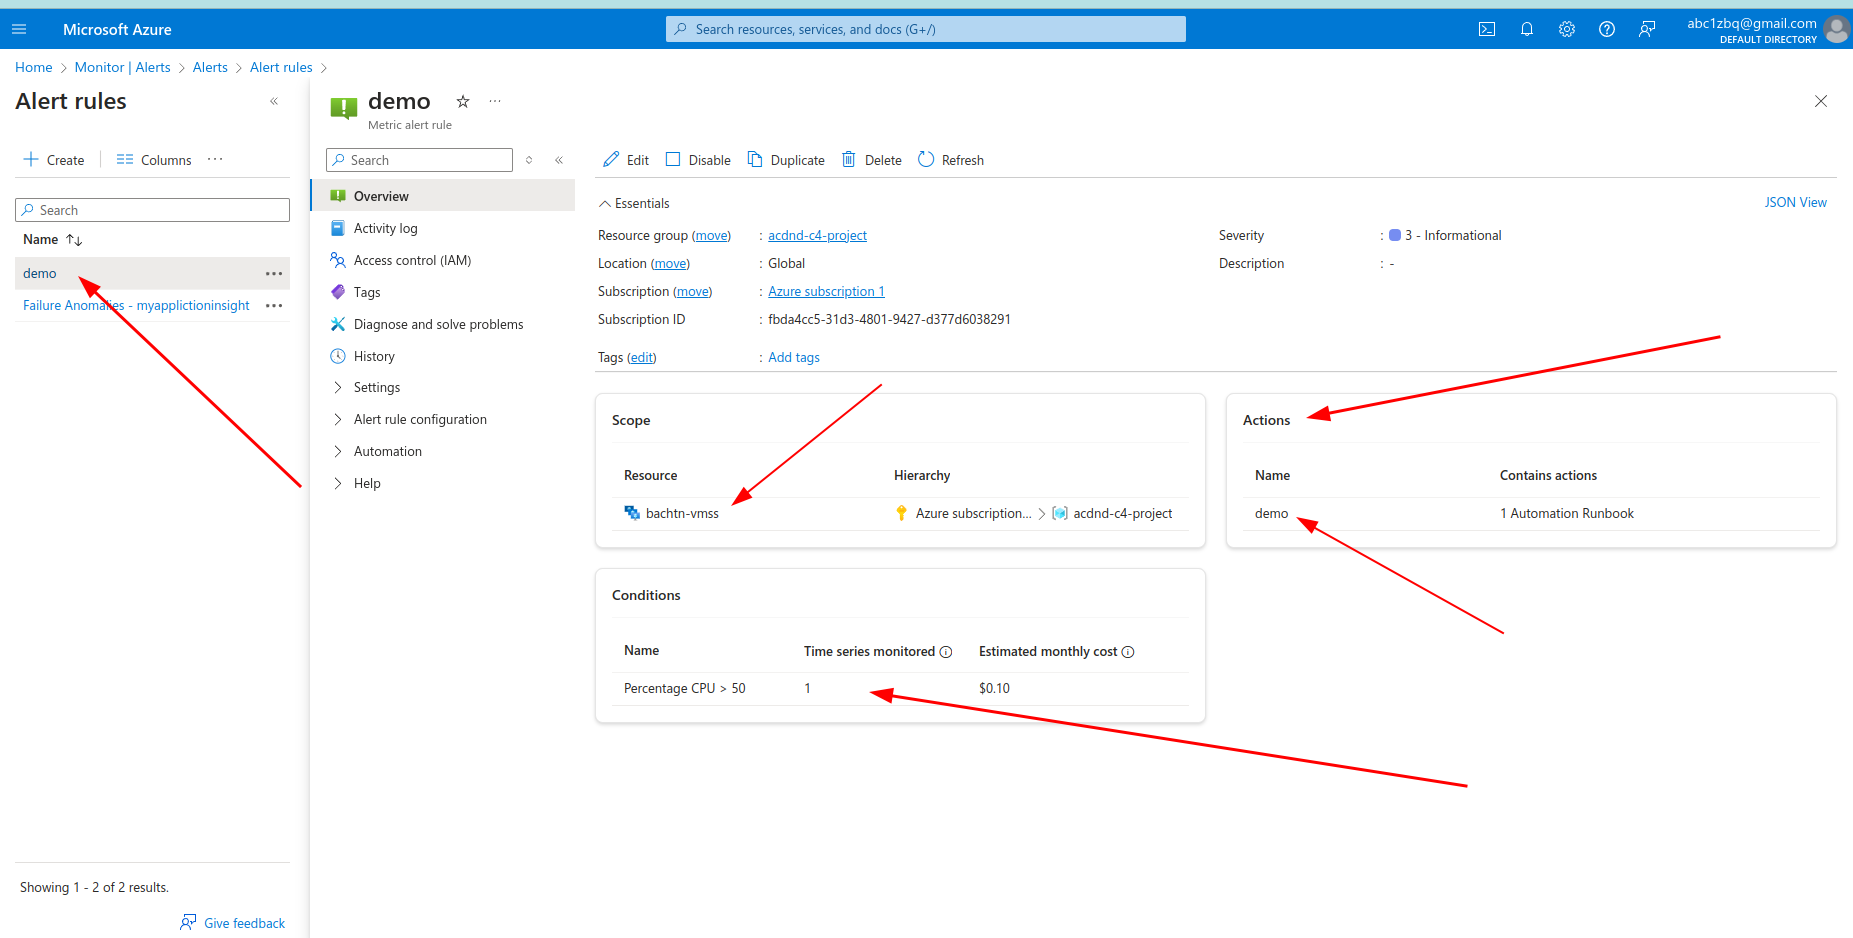 Microsoft Azure
Search resources, services, and docs (G+/)
abc1zbq@gmail.com
DEFAULT DIRECTORY
Home > Monitor | Alerts > Alerts > Alert rules >
Alert rules «
+ Create | Columns ...
Search
Name ↑↓
demo ...
Failure Anomalies - myapplictioninsight ...
Showing 1 - 2 of 2 results.
Give feedback
demo ...
Metric alert rule
Search «
Overview
Activity log
Access control (IAM)
Tags
Diagnose and solve problems
History
> Settings
> Alert rule configuration
> Automation
> Help
Edit Disable Duplicate Delete Refresh
Essentials
JSON View
Resource group (move) : acdnd-c4-project
Location (move) : Global
Subscription (move) : Azure subscription 1
Subscription ID : fbda4cc5-31d3-4801-9427-d377d6038291
Tags (edit) : Add tags
Severity : 3 - Informational
Description : -
Scope
Resource Hierarchy
bachtn-vmss Azure subscription... > acdnd-c4-project
Actions
Name Contains actions
demo 1 Automation Runbook
Conditions
Name Time series monitored Estimated monthly cost
Percentage CPU > 50 1 $0.10